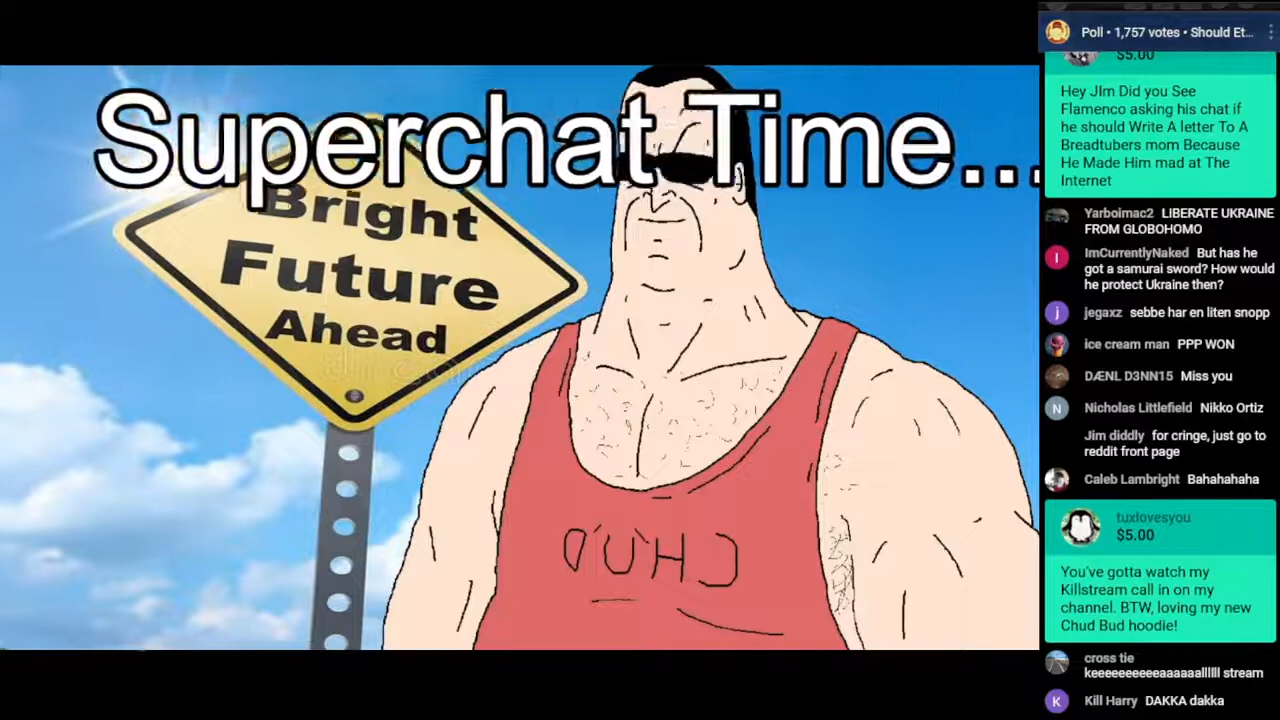 Superchat Time...
Bright
Future
Ahead
CHUD
Poll • 1,757 votes • Should Et...
$5.00
Hey JIm Did you See
Flamenco asking his chat if
he should Write A letter To A
Breadtubers mom Because
He Made Him mad at The
Internet
Yarboimac2 LIBERATE UKRAINE
FROM GLOBOHOMO
I
ImCurrentlyNaked But has he
got a samurai sword? How would
he protect Ukraine then?
j
jegaxz sebbe har en liten snopp
ice cream man PPP WON
DÆNL D3NN15 Miss you
N
Nicholas Littlefield Nikko Ortiz
Jim diddly for cringe, just go to
reddit front page
Caleb Lambright Bahahahaha
tuxlovesyou
$5.00
You've gotta watch my
Killstream call in on my
channel. BTW, loving my new
Chud Bud hoodie!
cross tie
keeeeeeeeeeaaaaaallllll stream
K
Kill Harry DAKKA dakka